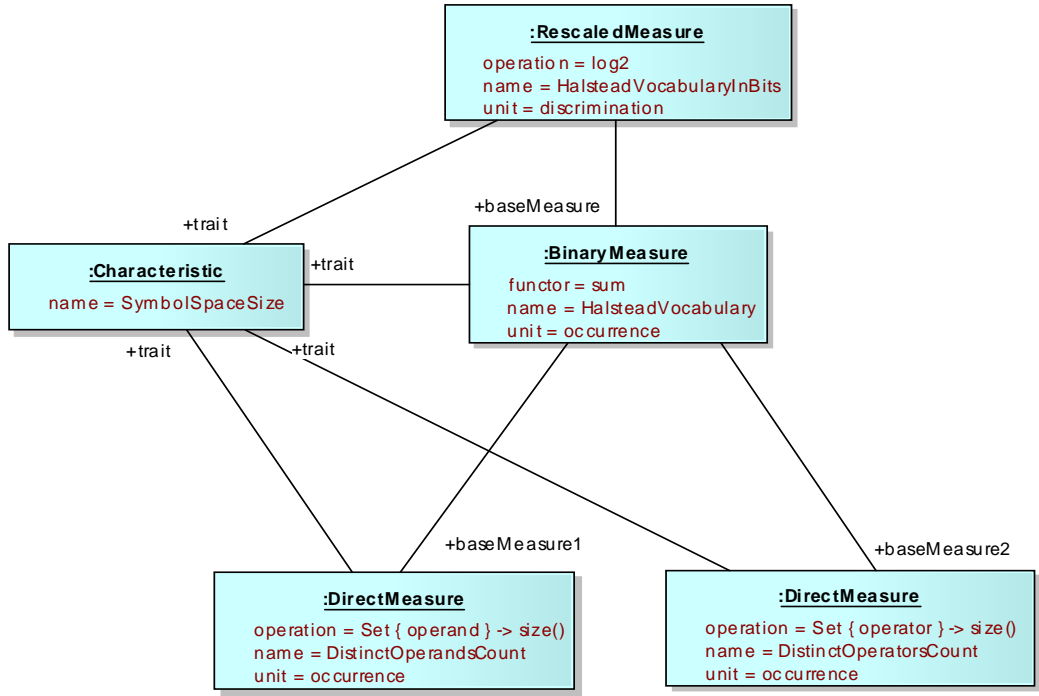 :RescaledMeasure
operation = log2
name = HalsteadVocabularyInBits
unit = discrimination
+trait
+baseMeasure
:Characteristic
name = SymbolSpaceSize
+trait
:BinaryMeasure
functor = sum
name = HalsteadVocabulary
unit = occurrence
+trait
+trait
+baseMeasure1
+baseMeasure2
:DirectMeasure
operation = Set { operand } -> size()
name = DistinctOperandsCount
unit = occurrence
:DirectMeasure
operation = Set { operator } -> size()
name = DistinctOperatorsCount
unit = occurrence